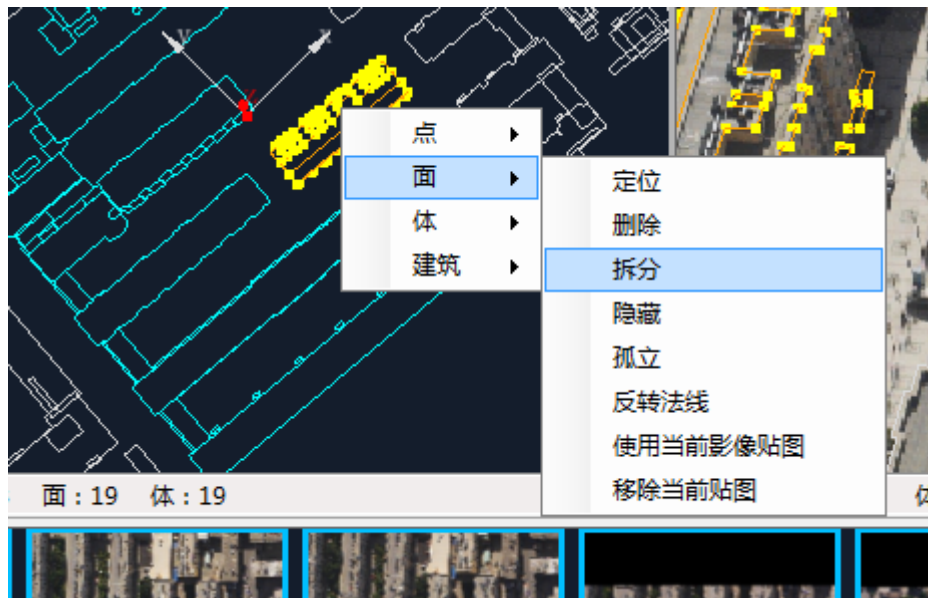 点
面
体
建筑
定位
删除
拆分
隐藏
孤立
反转法线
使用当前影像贴图
移除当前贴图
面：19 体：19